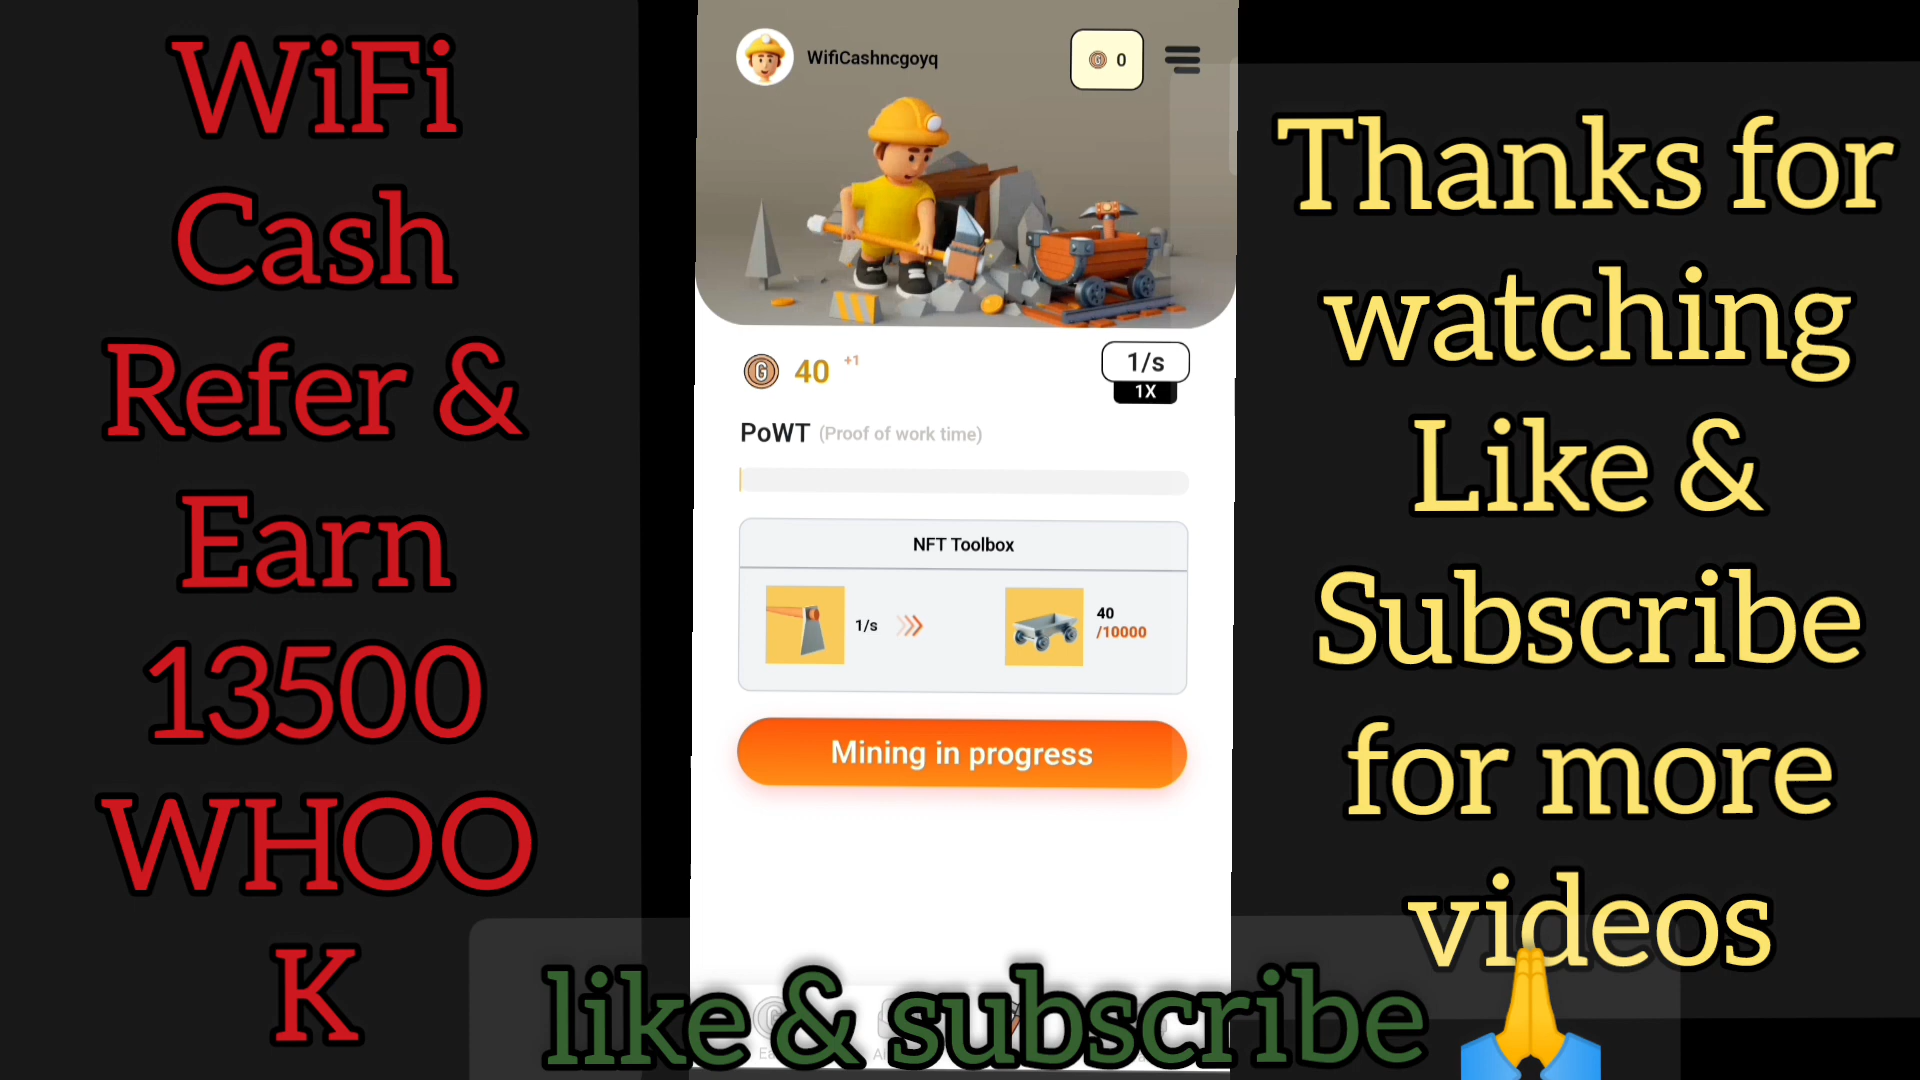 WiFi
Cash
Refer &
Earn
13500
WHOO
K
WifiCashncgoyq
G 0
G 40 +1
1/s
1X
PoWT (Proof of work time)
NFT Toolbox
1/s
40
/10000
Mining in progress
Thanks for
watching
Like &
Subscribe
for more
videos
like & subscribe